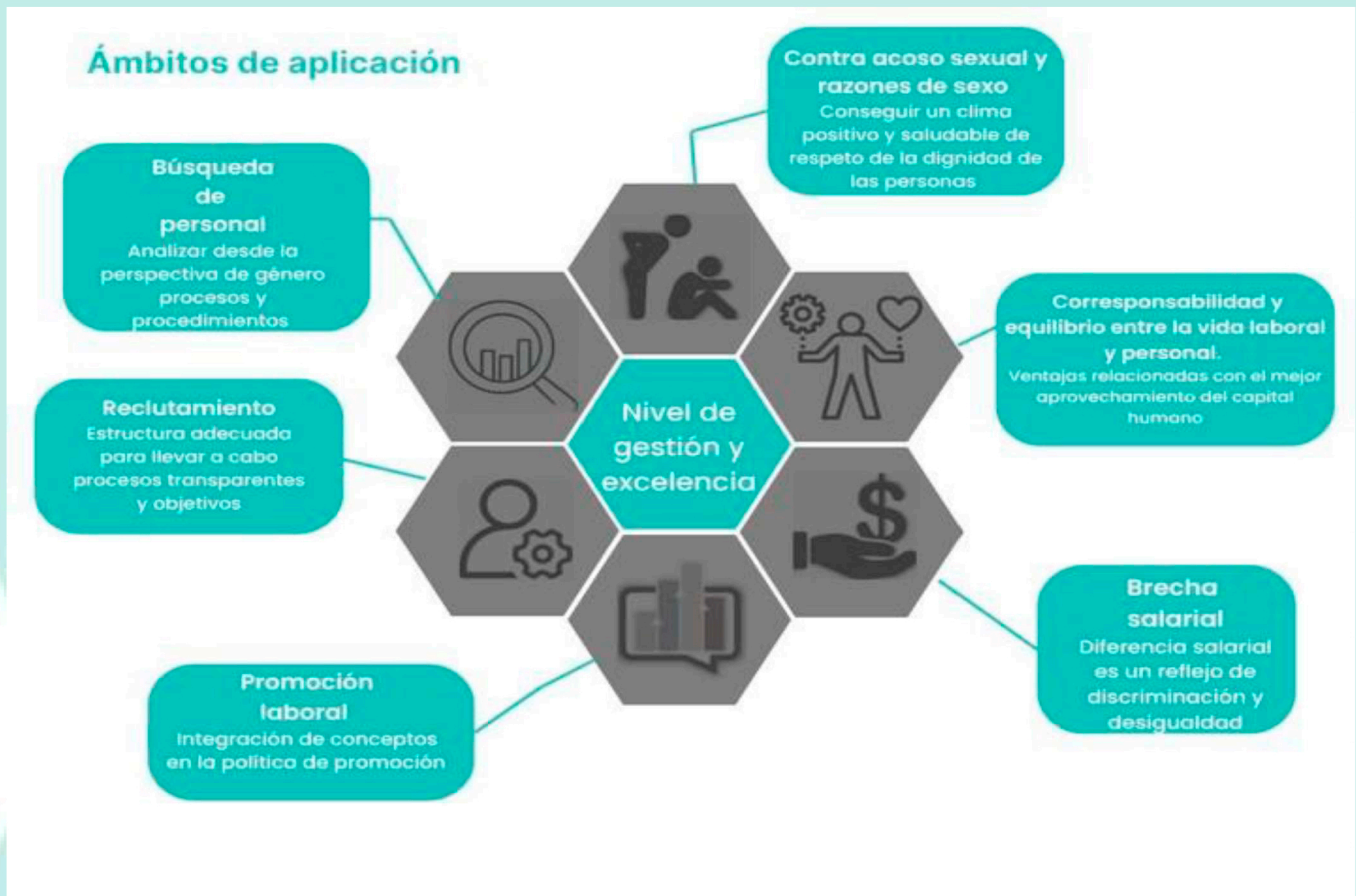 Ámbitos de aplicación
Contra acoso sexual y
razones de sexo
Conseguir un clima
positivo y saludable de
respeto de la dignidad de
las personas
Búsqueda
de
personal
Analizar desde la
perspectiva de género
procesos y
procedimientos
Corresponsabilidad y
equilibrio entre la vida laboral
y personal.
Ventajas relacionadas con el mejor
aprovechamiento del capital
humano
Reclutamiento
Estructura adecuada
para llevar a cabo
procesos transparentes
y objetivos
Nivel de
gestión y
excelencia
Brecha
salarial
Diferencia salarial
es un reflejo de
discriminación y
desigualdad
Promoción
laboral
Integración de conceptos
en la política de promoción